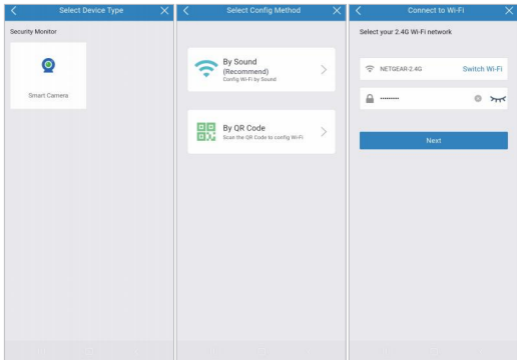 Select Device Type
Security Monitor
Smart Camera
Select Config Method
By Sound
(Recommend)
Config Wi-Fi by Sound
By QR Code
Scan the QR Code to config Wi-Fi
Connect to Wi-Fi
Select your 2.4G Wi-Fi network
NETGEAR-2.4G
Switch Wi-Fi
Next